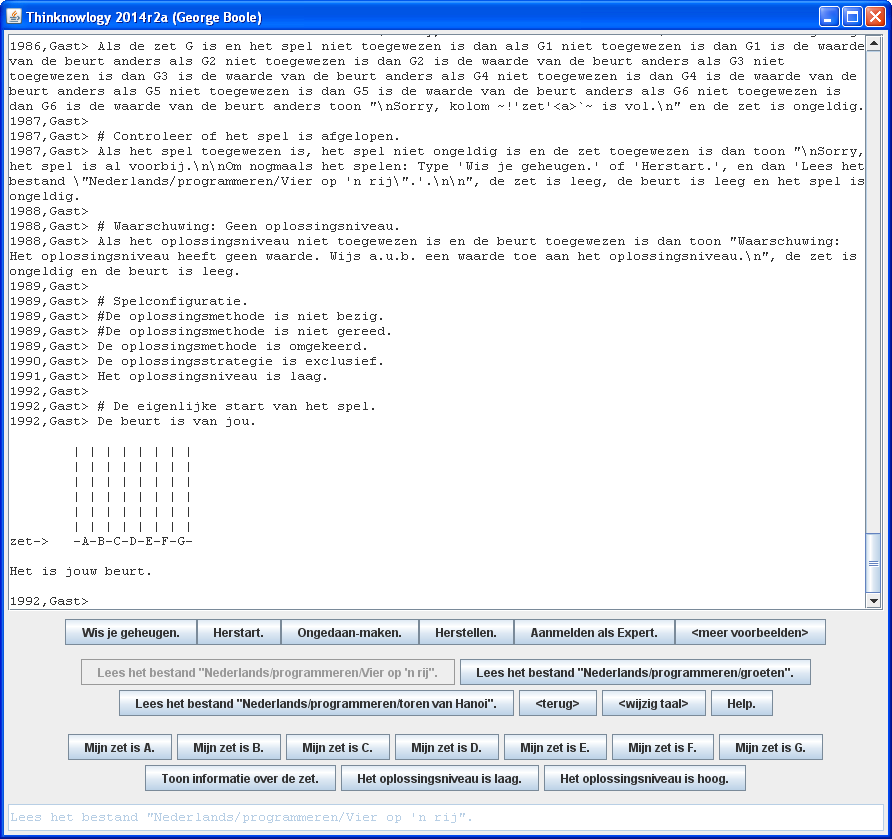 Thinknowlogy 2014r2a (George Boole)
1986,Gast> Als de zet G is en het spel niet toegewezen is dan als G1 niet toegewezen is dan G1 is de waarde
van de beurt anders als G2 niet toegewezen is dan G2 is de waarde van de beurt anders als G3 niet
toegewezen is dan G3 is de waarde van de beurt anders als G4 niet toegewezen is dan G4 is de waarde van de
beurt anders als G5 niet toegewezen is dan G5 is de waarde van de beurt anders als G6 niet toegewezen is
dan G6 is de waarde van de beurt anders toon "\nSorry, kolom ~!'zet'<a>`~ is vol.\n" en de zet is ongeldig.
1987,Gast>
1987,Gast> # Controleer of het spel is afgelopen.
1987,Gast> Als het spel toegewezen is, het spel niet ongeldig is en de zet toegewezen is dan toon "\nSorry,
het spel is al voorbij.\n\nOm nogmaals het spelen: Type 'Wis je geheugen.' of 'Herstart.', en dan 'Lees het
bestand \"Nederlands/programmeren/Vier op 'n rij\".'.\n\n", de zet is leeg, de beurt is leeg en het spel is
ongeldig.
1988,Gast>
1988,Gast> # Waarschuwing: Geen oplossingsniveau.
1988,Gast> Als het oplossingsniveau niet toegewezen is en de beurt toegewezen is dan toon "Waarschuwing:
Het oplossingsniveau heeft geen waarde. Wijs a.u.b. een waarde toe aan het oplossingsniveau.\n", de zet is
ongeldig en de beurt is leeg.
1989,Gast>
1989,Gast> # Spelconfiguratie.
1989,Gast> #De oplossingsmethode is niet bezig.
1989,Gast> #De oplossingsmethode is niet gereed.
1989,Gast> De oplossingsmethode is omgekeerd.
1990,Gast> De oplossingsstrategie is exclusief.
1991,Gast> Het oplossingsniveau is laag.
1992,Gast>
1992,Gast> # De eigenlijke start van het spel.
1992,Gast> De beurt is van jou.
| | | | | | | |
| | | | | | | |
| | | | | | | |
| | | | | | | |
| | | | | | | |
| | | | | | | |
zet-> -A-B-C-D-E-F-G-
Het is jouw beurt.
1992,Gast>
Wis je geheugen. Herstart. Ongedaan-maken. Herstellen. Aanmelden als Expert. <meer voorbeelden>
Lees het bestand "Nederlands/programmeren/Vier op 'n rij". Lees het bestand "Nederlands/programmeren/groeten".
Lees het bestand "Nederlands/programmeren/toren van Hanoi". <terug> <wijzig taal> Help.
Mijn zet is A. Mijn zet is B. Mijn zet is C. Mijn zet is D. Mijn zet is E. Mijn zet is F. Mijn zet is G.
Toon informatie over de zet. Het oplossingsniveau is laag. Het oplossingsniveau is hoog.
Lees het bestand "Nederlands/programmeren/Vier op 'n rij".